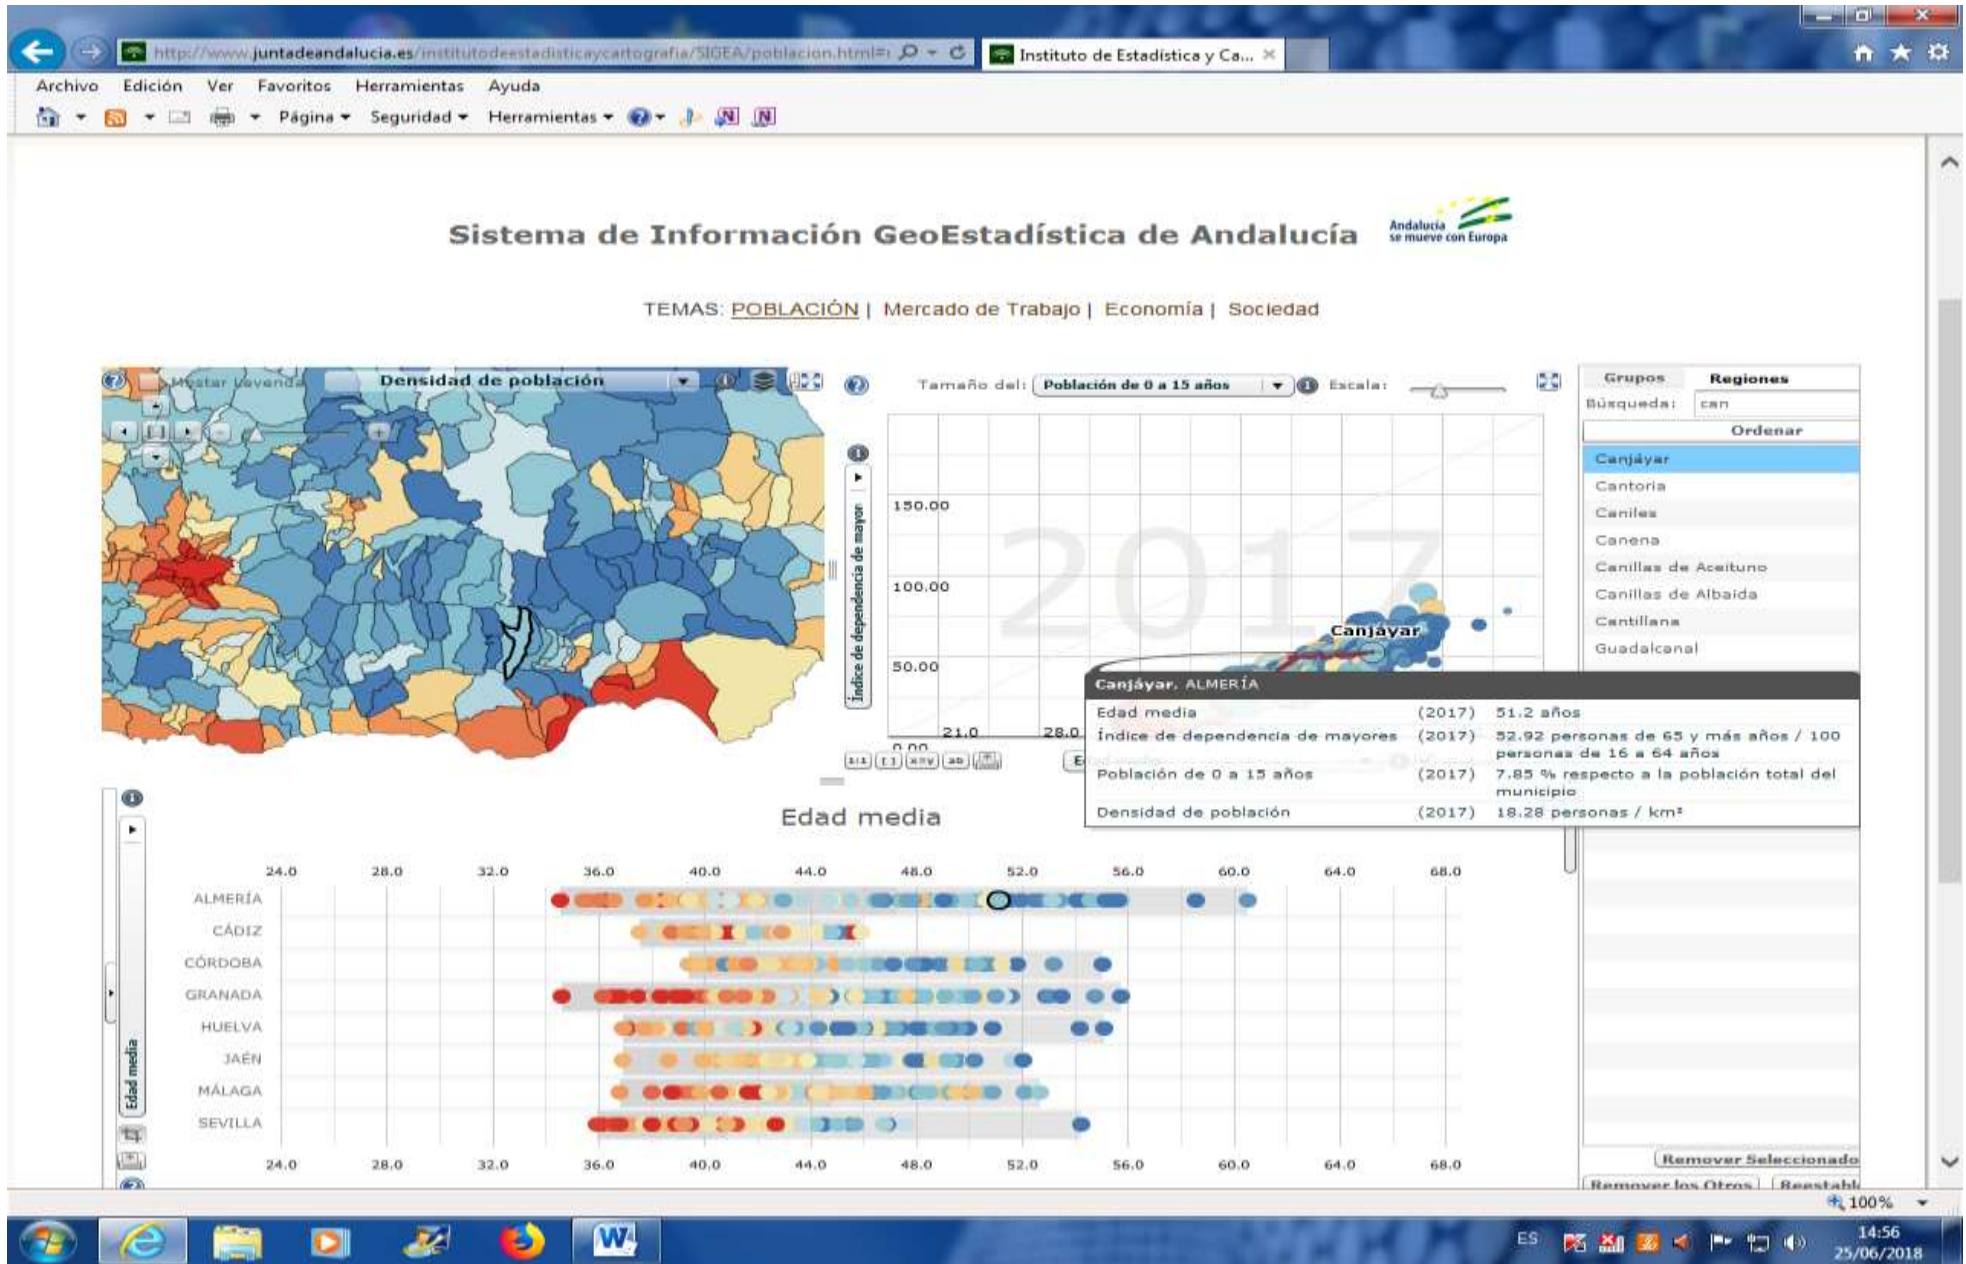 http://www.juntadeandalucia.es/institutodeestadisticaycartografia/SIGEA/poblacion.html#
Instituto de Estadística y Ca...
Archivo Edición Ver Favoritos Herramientas Ayuda
Página Seguridad Herramientas
Sistema de Información GeoEstadística de Andalucía
Andalucía
se mueve con Europa
TEMAS: POBLACIÓN | Mercado de Trabajo | Economía | Sociedad
Mostar Leyenda
Densidad de población
Tamaño del: Población de 0 a 15 años Escala:
Grupos Regiones
Búsqueda: can
Ordenar
Canjáyar
Cantoria
Caniles
Canena
Canillas de Aceituno
Canillas de Albaida
Cantillana
Guadalcanal
Índice de dependencia de mayor
2017
150.00
100.00
50.00
0.00
21.0 28.0
Canjáyar
Canjáyar, ALMERÍA
Edad media (2017) 51.2 años
Índice de dependencia de mayores (2017) 52.92 personas de 65 y más años / 100
personas de 16 a 64 años
Población de 0 a 15 años (2017) 7.85 % respecto a la población total del
municipio
Densidad de población (2017) 18.28 personas / km²
1:1 [ ] x=y ab
Edad media
24.0 28.0 32.0 36.0 40.0 44.0 48.0 52.0 56.0 60.0 64.0 68.0
ALMERÍA
CÁDIZ
CÓRDOBA
GRANADA
HUELVA
JAÉN
MÁLAGA
SEVILLA
Edad media
24.0 28.0 32.0 36.0 40.0 44.0 48.0 52.0 56.0 60.0 64.0 68.0
Remover Seleccionado
Remover los Otros Reestabl
100%
ES
14:56
25/06/2018